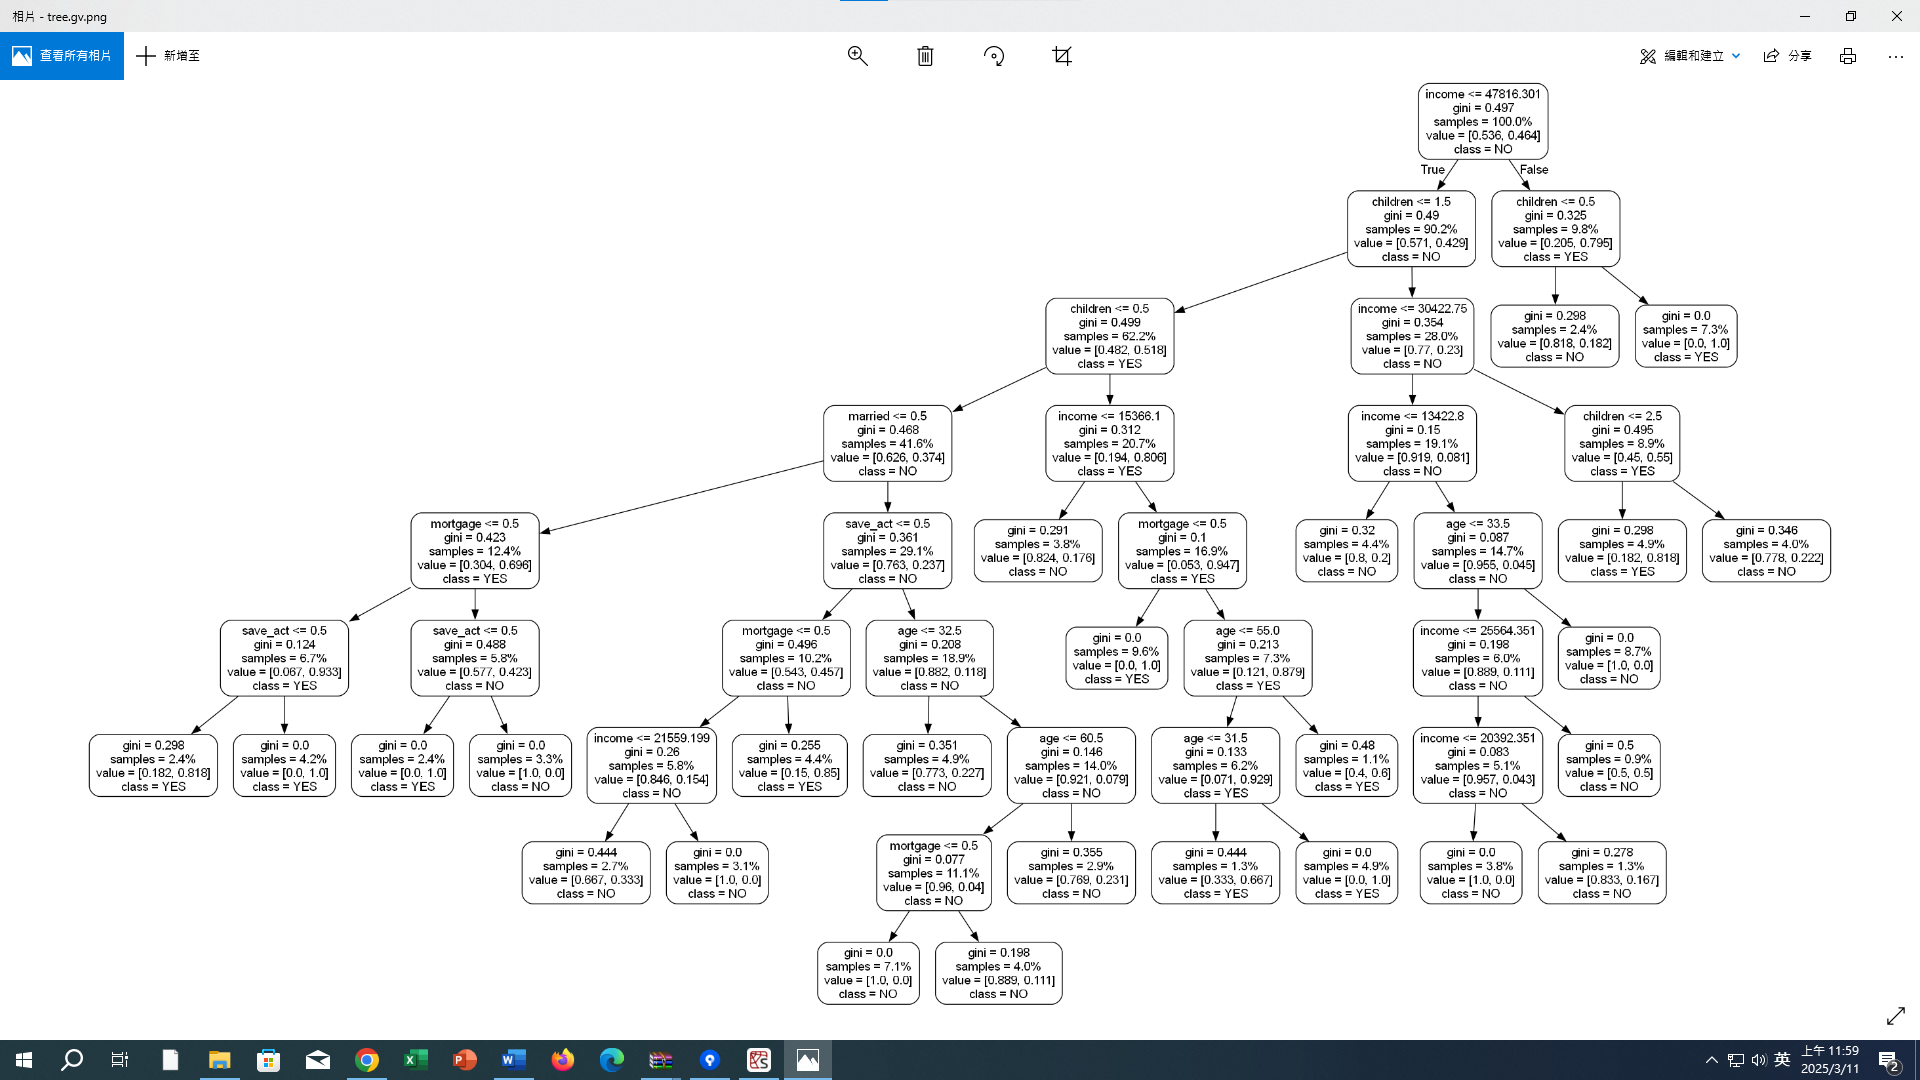 相片 - tree.gv.png
查看所有相片
新增至
編輯和建立
分享
income <= 47816.301
gini = 0.497
samples = 100.0%
value = [0.536, 0.464]
class = NO
True
False
children <= 1.5
gini = 0.49
samples = 90.2%
value = [0.571, 0.429]
class = NO
children <= 0.5
gini = 0.325
samples = 9.8%
value = [0.205, 0.795]
class = YES
children <= 0.5
gini = 0.499
samples = 62.2%
value = [0.482, 0.518]
class = YES
income <= 30422.75
gini = 0.354
samples = 28.0%
value = [0.77, 0.23]
class = NO
gini = 0.298
samples = 2.4%
value = [0.818, 0.182]
class = NO
gini = 0.0
samples = 7.3%
value = [0.0, 1.0]
class = YES
married <= 0.5
gini = 0.468
samples = 41.6%
value = [0.626, 0.374]
class = NO
income <= 15366.1
gini = 0.312
samples = 20.7%
value = [0.194, 0.806]
class = YES
income <= 13422.8
gini = 0.15
samples = 19.1%
value = [0.919, 0.081]
class = NO
children <= 2.5
gini = 0.495
samples = 8.9%
value = [0.45, 0.55]
class = YES
mortgage <= 0.5
gini = 0.423
samples = 12.4%
value = [0.304, 0.696]
class = YES
save_act <= 0.5
gini = 0.361
samples = 29.1%
value = [0.763, 0.237]
class = NO
gini = 0.291
samples = 3.8%
value = [0.824, 0.176]
class = NO
mortgage <= 0.5
gini = 0.1
samples = 16.9%
value = [0.053, 0.947]
class = YES
gini = 0.32
samples = 4.4%
value = [0.8, 0.2]
class = NO
age <= 33.5
gini = 0.087
samples = 14.7%
value = [0.955, 0.045]
class = NO
gini = 0.298
samples = 4.9%
value = [0.182, 0.818]
class = YES
gini = 0.346
samples = 4.0%
value = [0.778, 0.222]
class = NO
save_act <= 0.5
gini = 0.124
samples = 6.7%
value = [0.067, 0.933]
class = YES
save_act <= 0.5
gini = 0.488
samples = 5.8%
value = [0.577, 0.423]
class = NO
mortgage <= 0.5
gini = 0.496
samples = 10.2%
value = [0.543, 0.457]
class = NO
age <= 32.5
gini = 0.208
samples = 18.9%
value = [0.882, 0.118]
class = NO
gini = 0.0
samples = 9.6%
value = [0.0, 1.0]
class = YES
age <= 55.0
gini = 0.213
samples = 7.3%
value = [0.121, 0.879]
class = YES
income <= 25564.351
gini = 0.198
samples = 6.0%
value = [0.889, 0.111]
class = NO
gini = 0.0
samples = 8.7%
value = [1.0, 0.0]
class = NO
gini = 0.298
samples = 2.4%
value = [0.182, 0.818]
class = YES
gini = 0.0
samples = 4.2%
value = [0.0, 1.0]
class = YES
gini = 0.0
samples = 2.4%
value = [0.0, 1.0]
class = YES
gini = 0.0
samples = 3.3%
value = [1.0, 0.0]
class = NO
income <= 21559.199
gini = 0.26
samples = 5.8%
value = [0.846, 0.154]
class = NO
gini = 0.255
samples = 4.4%
value = [0.15, 0.85]
class = YES
gini = 0.351
samples = 4.9%
value = [0.773, 0.227]
class = NO
age <= 60.5
gini = 0.146
samples = 14.0%
value = [0.921, 0.079]
class = NO
age <= 31.5
gini = 0.133
samples = 6.2%
value = [0.071, 0.929]
class = YES
gini = 0.48
samples = 1.1%
value = [0.4, 0.6]
class = YES
income <= 20392.351
gini = 0.083
samples = 5.1%
value = [0.957, 0.043]
class = NO
gini = 0.5
samples = 0.9%
value = [0.5, 0.5]
class = NO
gini = 0.444
samples = 2.7%
value = [0.667, 0.333]
class = NO
gini = 0.0
samples = 3.1%
value = [1.0, 0.0]
class = NO
mortgage <= 0.5
gini = 0.077
samples = 11.1%
value = [0.96, 0.04]
class = NO
gini = 0.355
samples = 2.9%
value = [0.769, 0.231]
class = NO
gini = 0.444
samples = 1.3%
value = [0.333, 0.667]
class = YES
gini = 0.0
samples = 4.9%
value = [0.0, 1.0]
class = YES
gini = 0.0
samples = 3.8%
value = [1.0, 0.0]
class = NO
gini = 0.278
samples = 1.3%
value = [0.833, 0.167]
class = NO
gini = 0.0
samples = 7.1%
value = [1.0, 0.0]
class = NO
gini = 0.198
samples = 4.0%
value = [0.889, 0.111]
class = NO
英
上午 11:59
2025/3/11
2